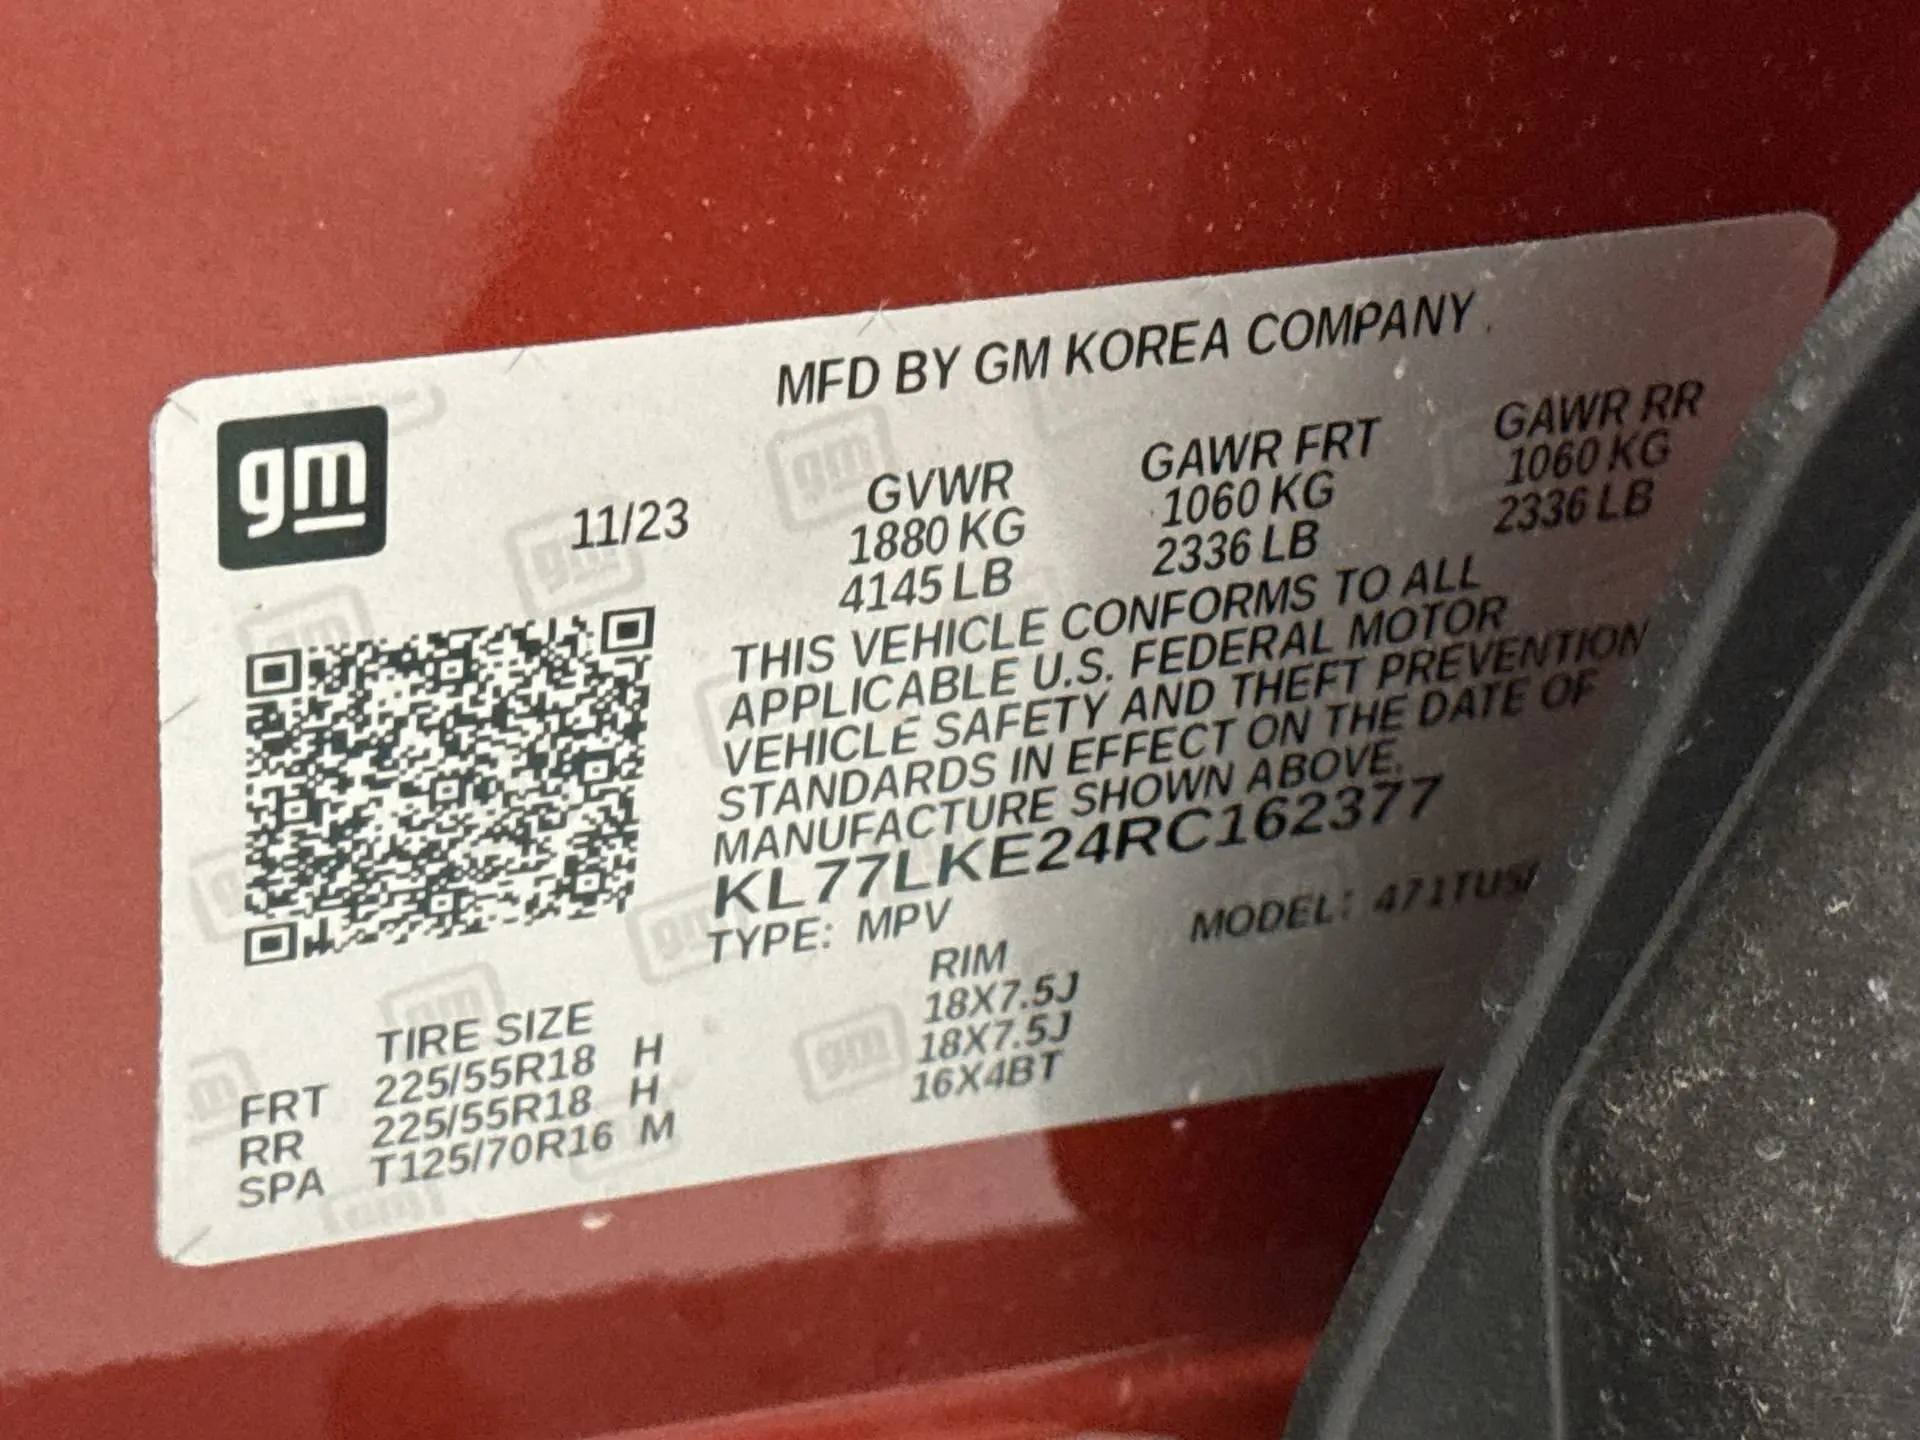 MFD BY GM KOREA COMPANY
gm
11/23
GVWR GAWR FRT GAWR RR
1880 KG 1060 KG 1060 KG
4145 LB 2336 LB 2336 LB
THIS VEHICLE CONFORMS TO ALL
APPLICABLE U.S. FEDERAL MOTOR
VEHICLE SAFETY AND THEFT PREVENTION
STANDARDS IN EFFECT ON THE DATE OF
MANUFACTURE SHOWN ABOVE.
KL77LKE24RC162377
TYPE: MPV MODEL:
TIRE SIZE RIM
FRT 225/55R18 H 18X7.5J
RR 225/55R18 H 18X7.5J
SPA T125/70R16 M 16X4BT